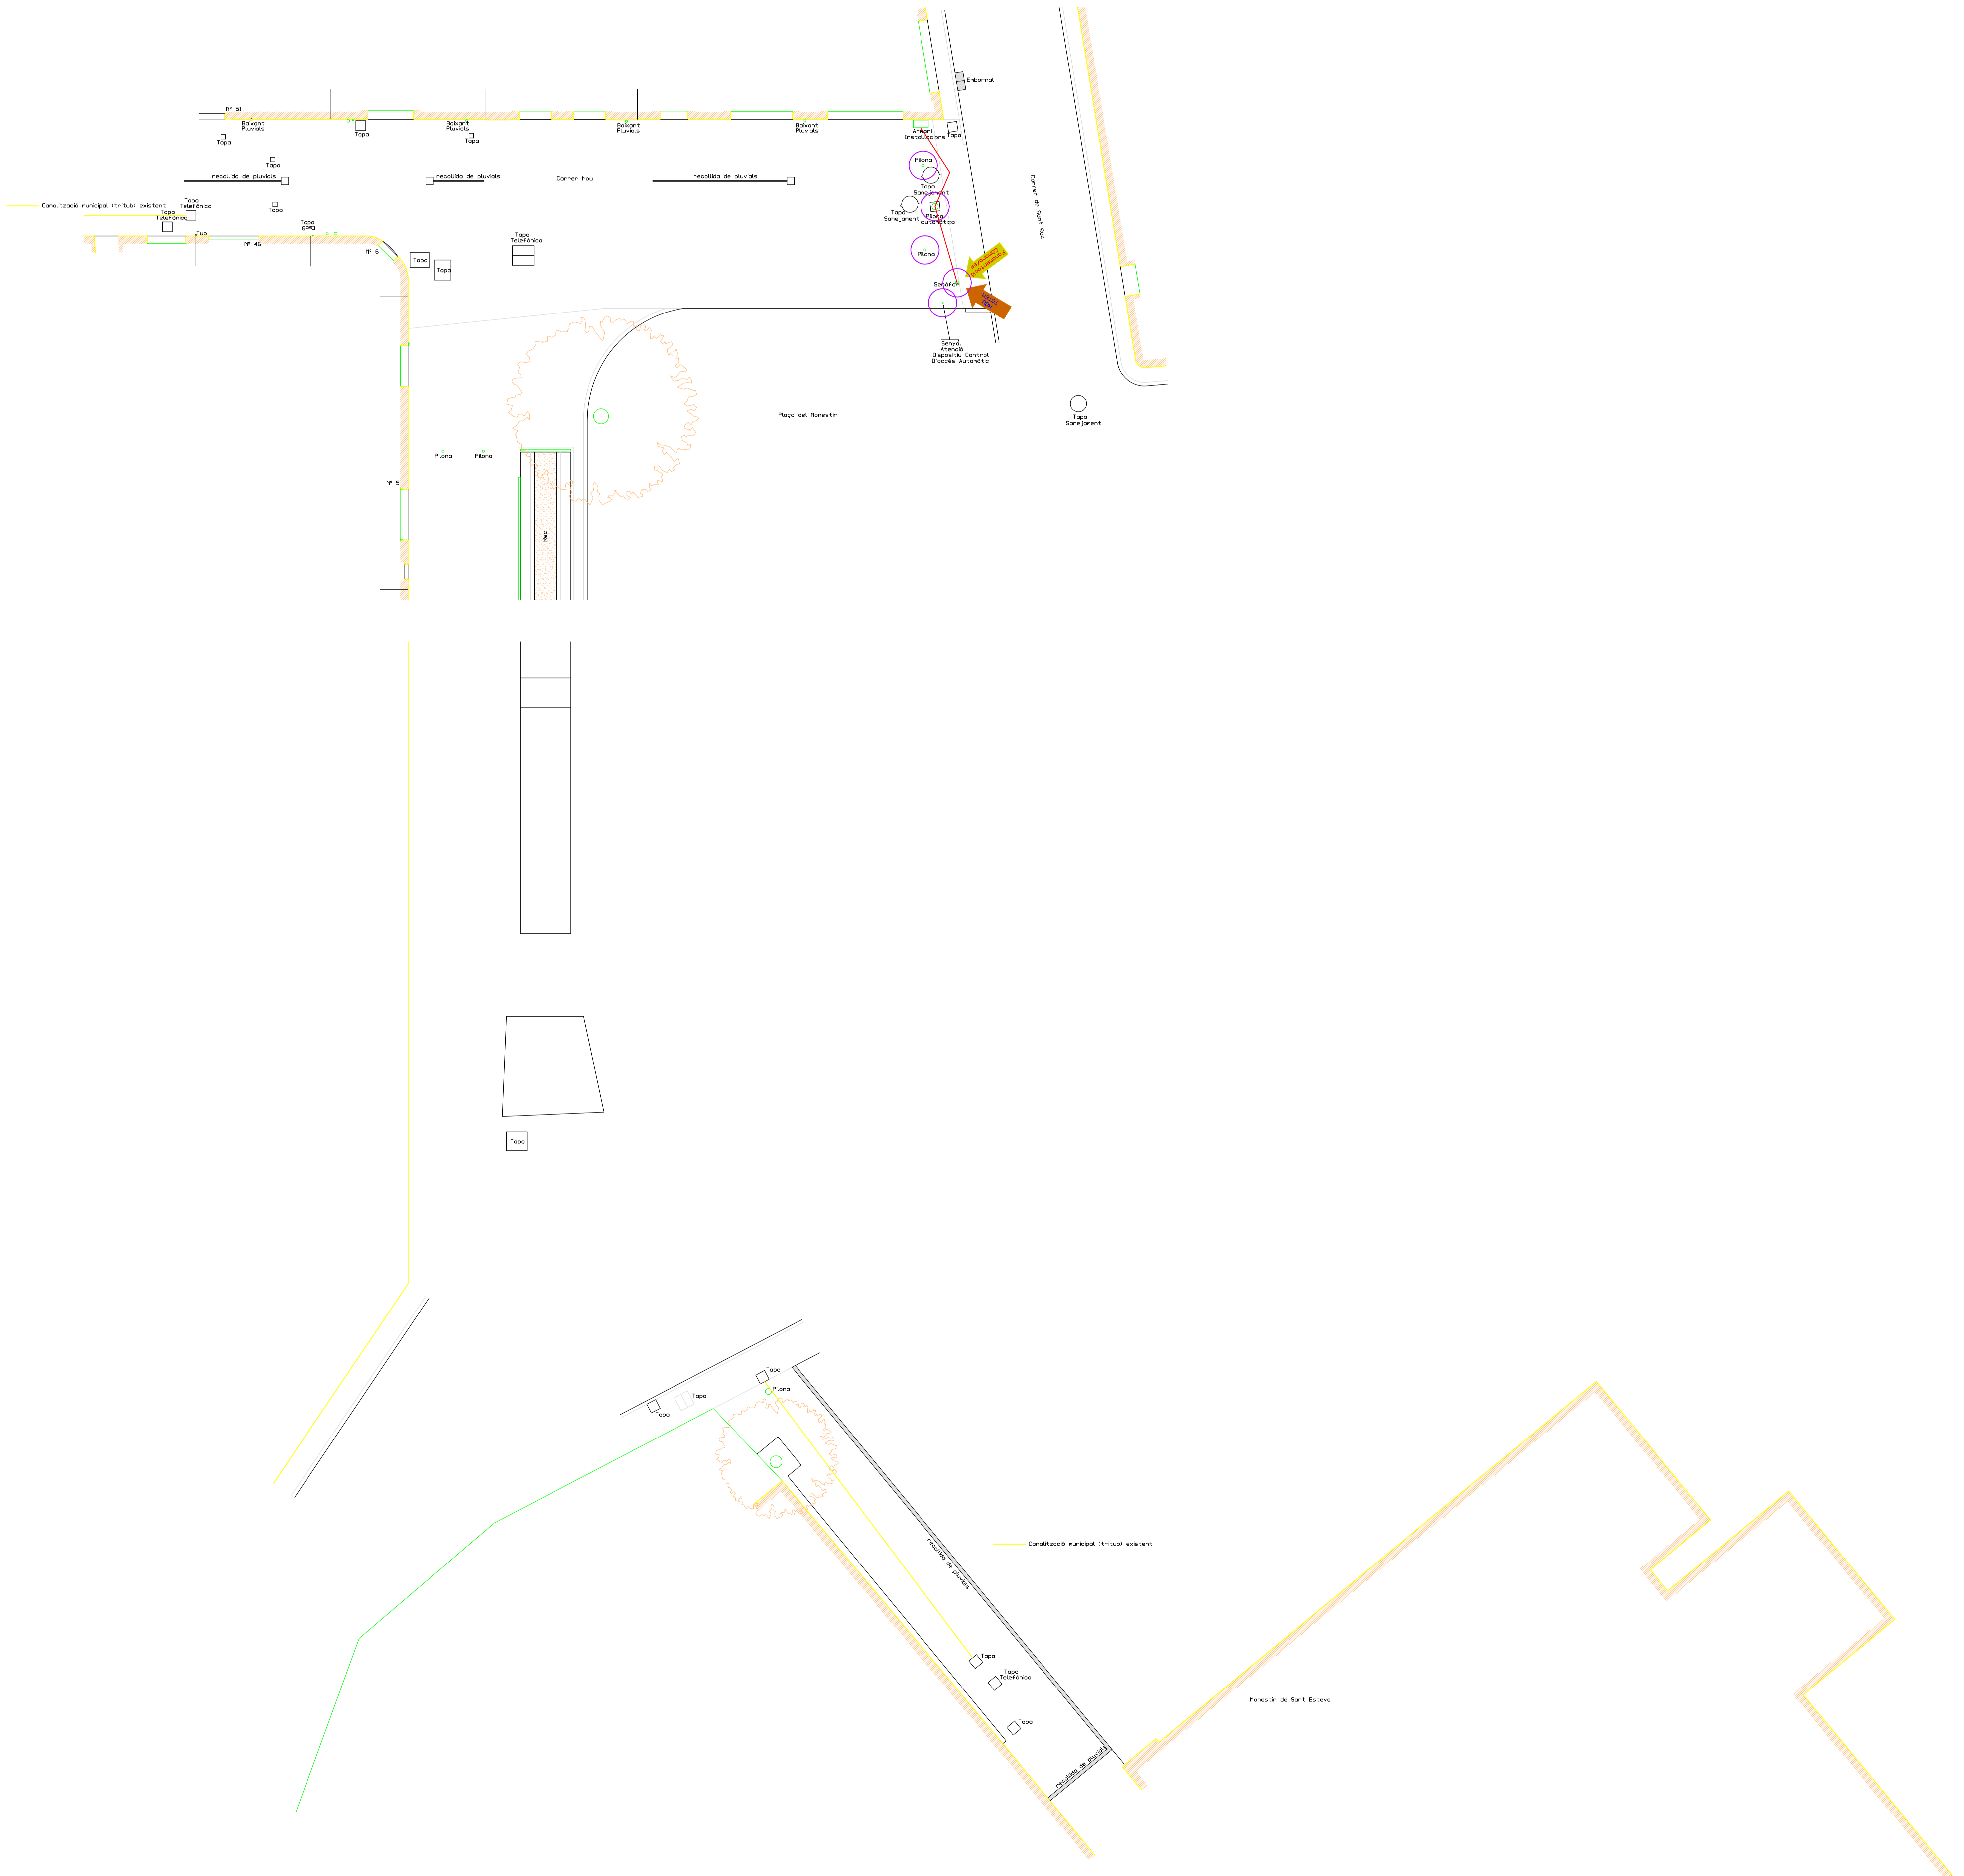 Embornal
Nº 51
Baixant
Pluvials
Tapa
Baixant
Pluvials
Tapa
Baixant
Pluvials
Baixant
Pluvials
Armari
Instal·lacions
Tapa
Tapa
Tapa
Pilona
recollida de pluvials
recollida de pluvials
Carrer Nou
recollida de pluvials
Carrer de Sant Roc
Tapa
Sanejament
Canalització municipal (tritub) existent
Tapa
Telefònica
Tapa
Telefònica
Tapa
Tapa
Sanejament
Pilona
automàtica
Tapa
gas
Tub
Nº 46
Nº 6
Tapa
Telefònica
Tapa
Tapa
Pilona
Senàfor
Senyal
Atenció
Dispositiu Control
D'accés Automàtic
Plaça del Monestir
Tapa
Sanejament
Pilona
Pilona
Nº 5
Rec
Tapa
Tapa
Pilona
Tapa
Tapa
recollida de pluvials
Canalització municipal (tritub) existent
Tapa
Tapa
Telefònica
Monestir de Sant Esteve
Tapa
recollida de pluvials